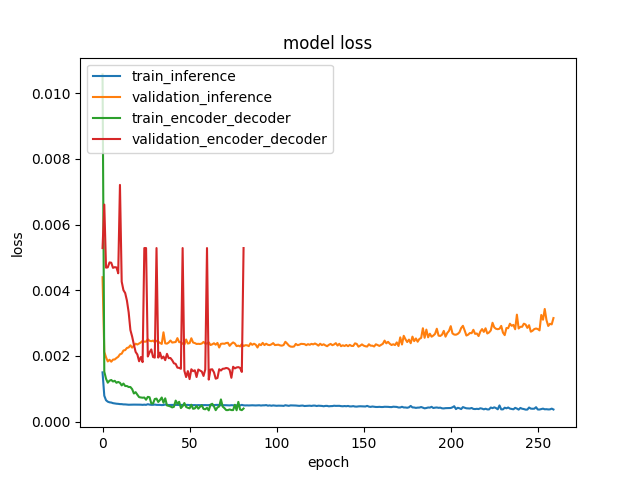 model loss
train_inference
validation_inference
train_encoder_decoder
validation_encoder_decoder
loss
0.010
0.008
0.006
0.004
0.002
0.000
0 50 100 150 200 250
epoch